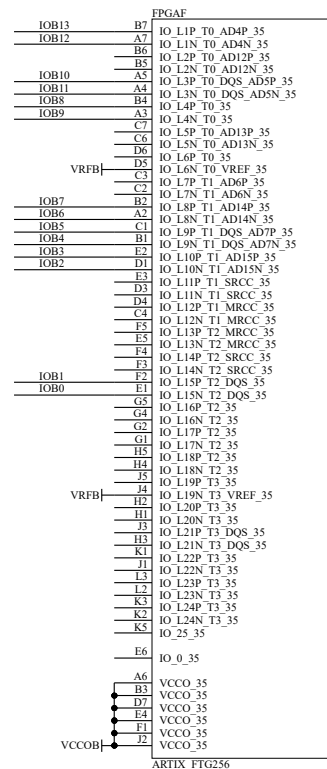 FPGAF
IOB13 B7 IO_L1P_T0_AD4P_35
IOB12 A7 IO_L1N_T0_AD4N_35
B6 IO_L2P_T0_AD12P_35
B5 IO_L2N_T0_AD12N_35
IOB10 A5 IO_L3P_T0_DQS_AD5P_35
IOB11 A4 IO_L3N_T0_DQS_AD5N_35
IOB8 B4 IO_L4P_T0_35
IOB9 A3 IO_L4N_T0_35
C7 IO_L5P_T0_AD13P_35
C6 IO_L5N_T0_AD13N_35
D6 IO_L6P_T0_35
VRFB D5 IO_L6N_T0_VREF_35
C3 IO_L7P_T1_AD6P_35
C2 IO_L7N_T1_AD6N_35
IOB7 B2 IO_L8P_T1_AD14P_35
IOB6 A2 IO_L8N_T1_AD14N_35
IOB5 C1 IO_L9P_T1_DQS_AD7P_35
IOB4 B1 IO_L9N_T1_DQS_AD7N_35
IOB3 E2 IO_L10P_T1_AD15P_35
IOB2 D1 IO_L10N_T1_AD15N_35
E3 IO_L11P_T1_SRCC_35
D3 IO_L11N_T1_SRCC_35
D4 IO_L12P_T1_MRCC_35
C4 IO_L12N_T1_MRCC_35
F5 IO_L13P_T2_MRCC_35
E5 IO_L13N_T2_MRCC_35
F4 IO_L14P_T2_SRCC_35
F3 IO_L14N_T2_SRCC_35
IOB1 F2 IO_L15P_T2_DQS_35
IOB0 E1 IO_L15N_T2_DQS_35
G5 IO_L16P_T2_35
G4 IO_L16N_T2_35
G2 IO_L17P_T2_35
G1 IO_L17N_T2_35
H5 IO_L18P_T2_35
H4 IO_L18N_T2_35
J5 IO_L19P_T3_35
VRFB J4 IO_L19N_T3_VREF_35
H2 IO_L20P_T3_35
H1 IO_L20N_T3_35
J3 IO_L21P_T3_DQS_35
H3 IO_L21N_T3_DQS_35
K1 IO_L22P_T3_35
J1 IO_L22N_T3_35
L3 IO_L23P_T3_35
L2 IO_L23N_T3_35
K3 IO_L24P_T3_35
K2 IO_L24N_T3_35
K5 IO_25_35
E6 IO_0_35
A6 VCCO_35
B3 VCCO_35
D7 VCCO_35
E4 VCCO_35
F1 VCCO_35
VCCOB J2 VCCO_35
ARTIX_FTG256